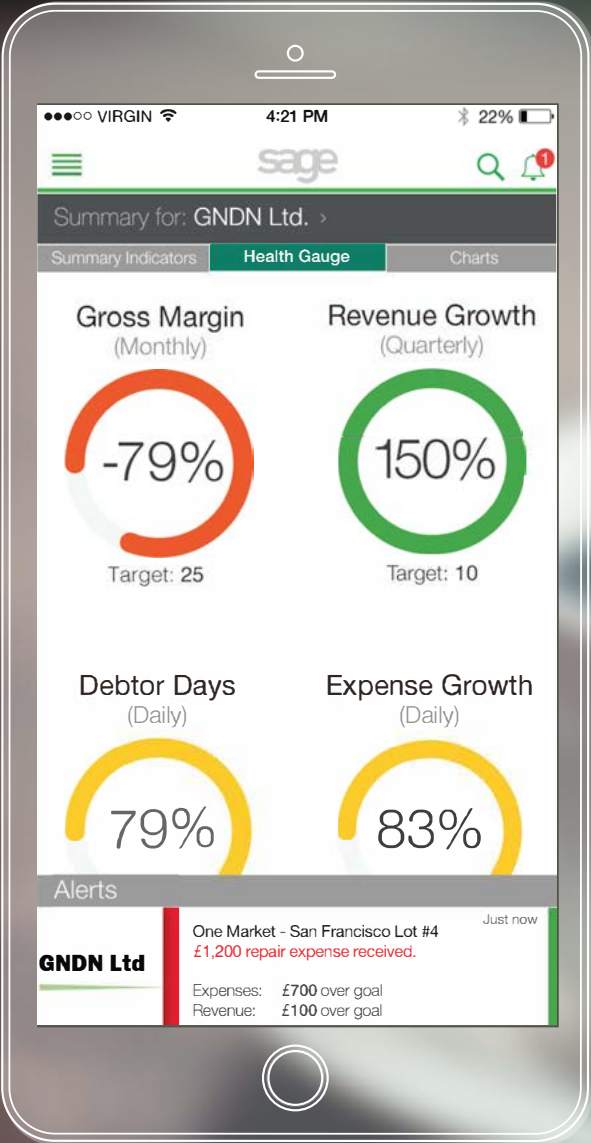 VIRGIN 4:21 PM 22%
sage 1
Summary for: GNDN Ltd. >
Summary Indicators Health Gauge Charts
Gross Margin Revenue Growth
(Monthly) (Quarterly)
-79% 150%
Target: 25 Target: 10
Debtor Days Expense Growth
(Daily) (Daily)
79% 83%
Alerts
Just now
One Market - San Francisco Lot #4
£1,200 repair expense received.
GNDN Ltd
Expenses: £700 over goal
Revenue: £100 over goal